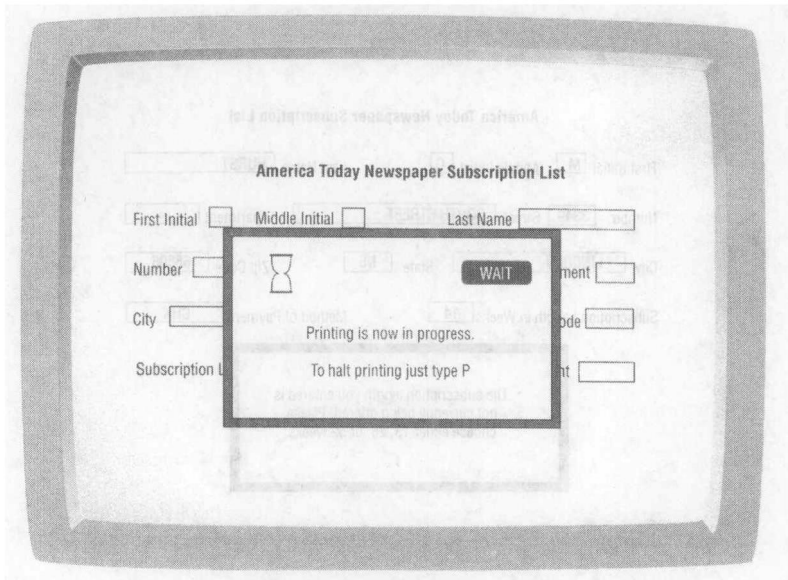 America Today Newspaper Subscription List
First Initial Middle Initial Last Name
Number WAIT ment
City Printing is now in progress. ode
Subscription L To halt printing just type P nt